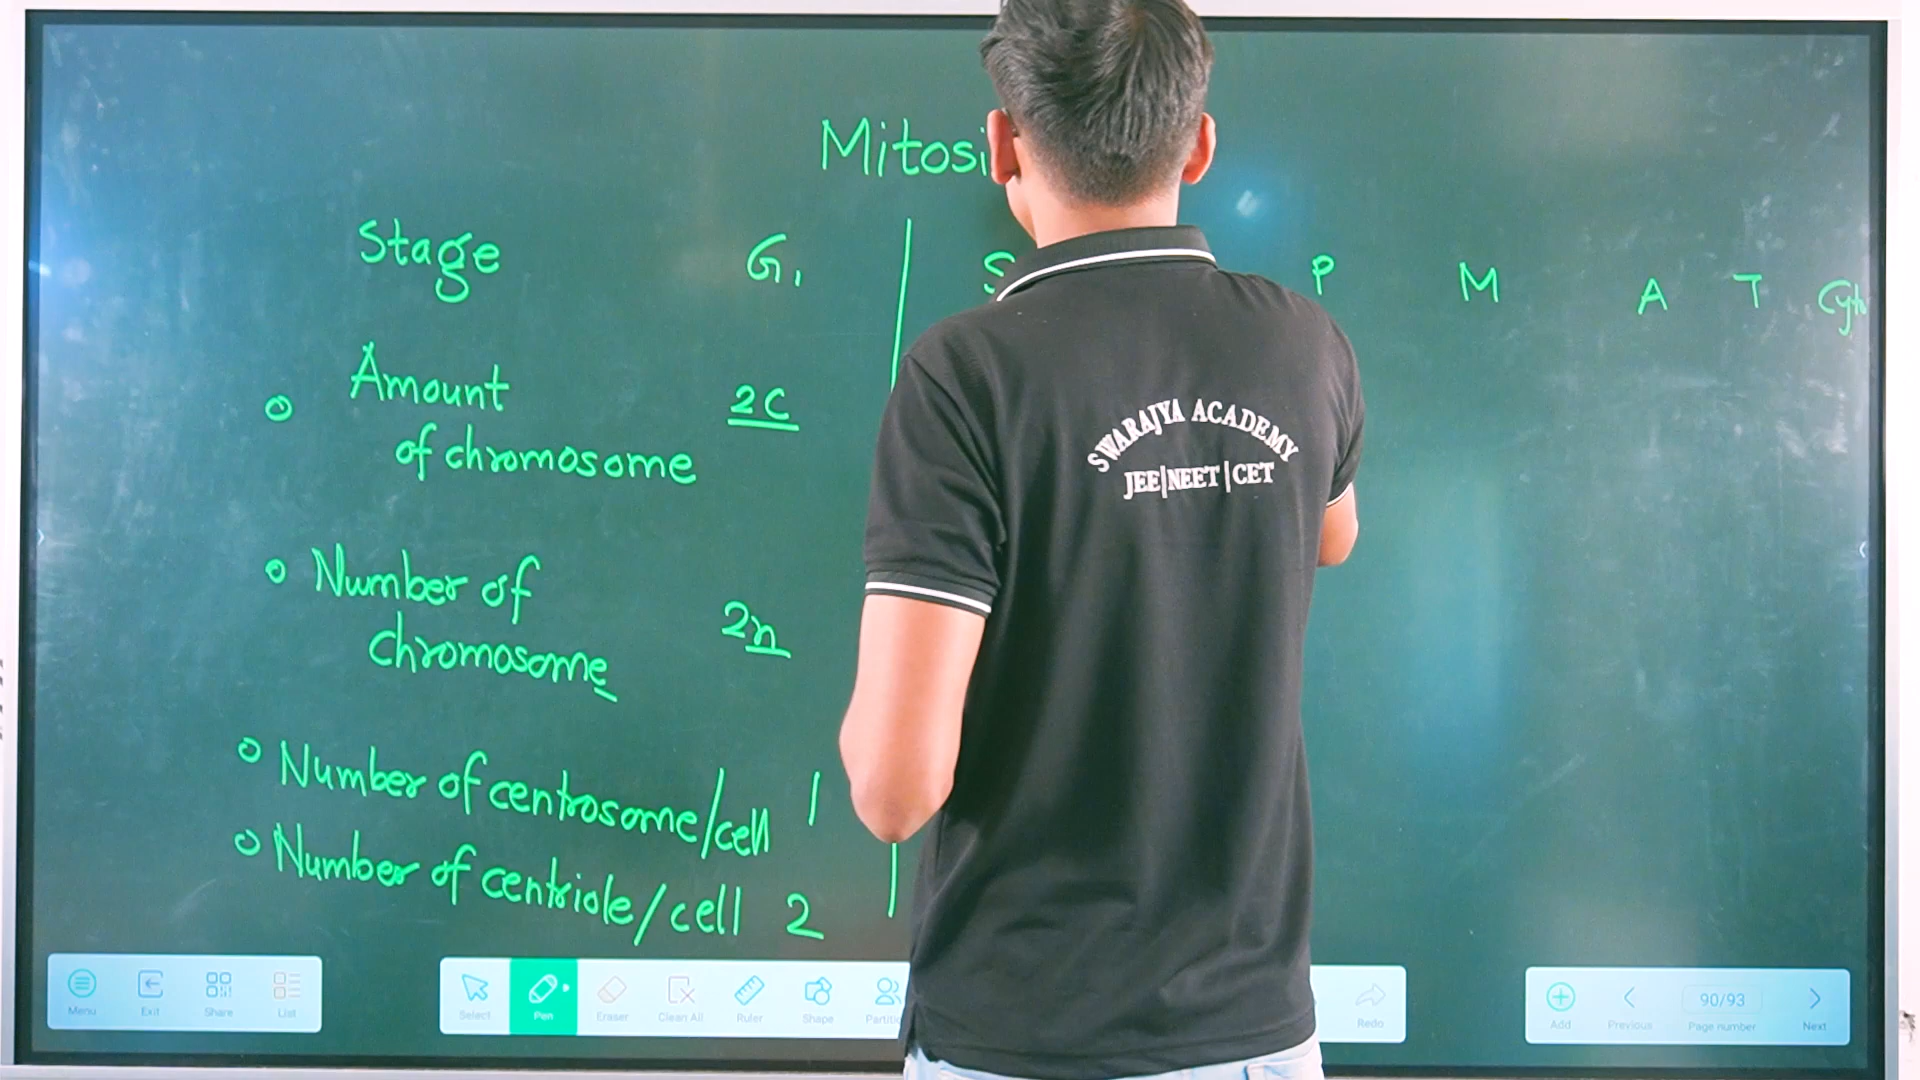 Mitosi
Stage G₁ S P M A T Cyto
Amount 2C
of chromosome
Number of 2n
chromosome
Number of centrosome/cell 1
Number of centriole/cell 2
SWARAJYA ACADEMY
JEE|NEET|CET
Menu Exit Share List
Select Pen Eraser Clean All Ruler Shape Redo
Add Previous 90/93 Page number Next